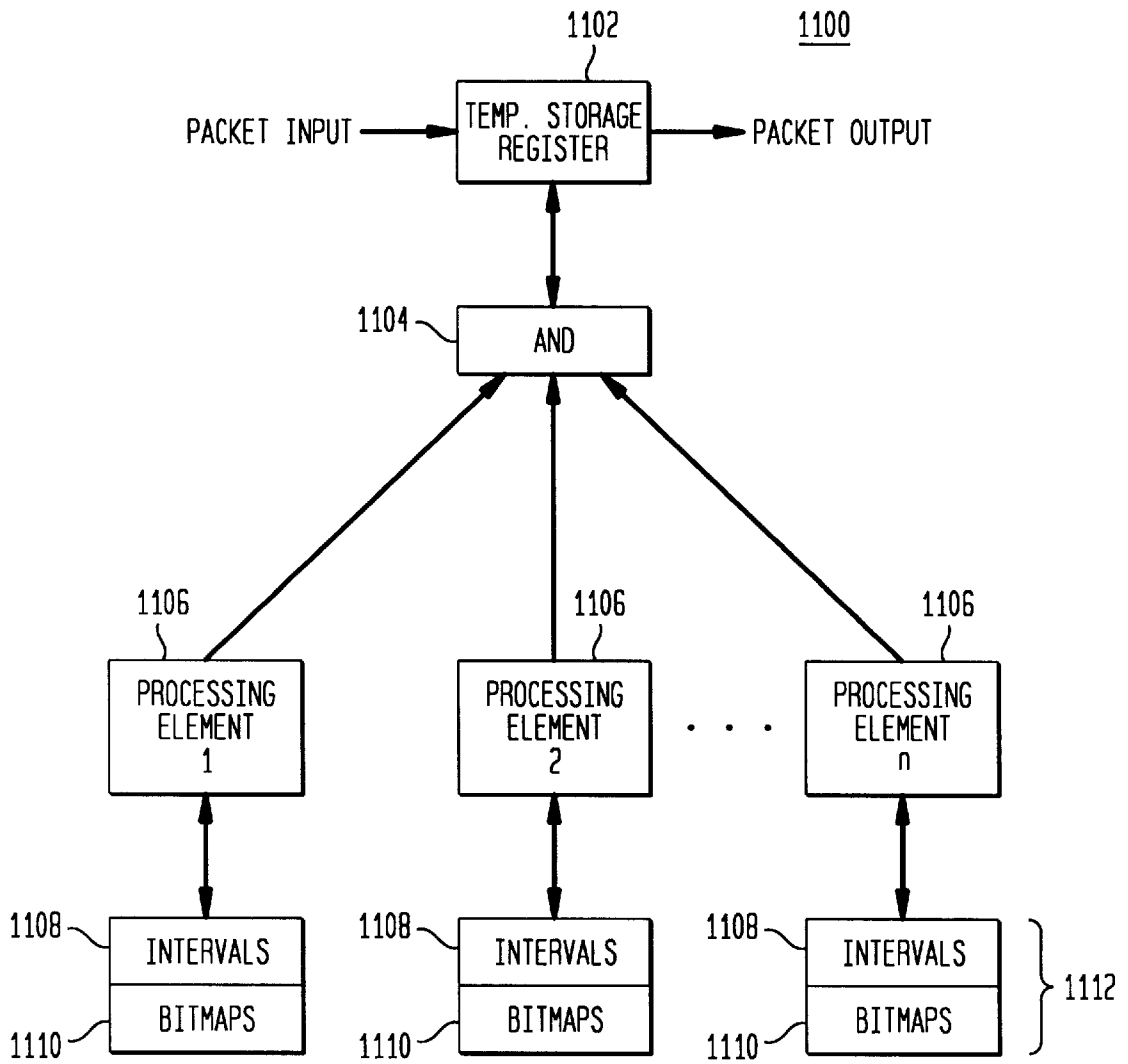 1100
1102
TEMP. STORAGE
REGISTER
PACKET INPUT
PACKET OUTPUT
1104
AND
1106
1106
1106
PROCESSING
ELEMENT
1
PROCESSING
ELEMENT
2
. . .
PROCESSING
ELEMENT
n
1108
INTERVALS
1110
BITMAPS
1108
INTERVALS
1110
BITMAPS
1108
INTERVALS
1110
BITMAPS
1112